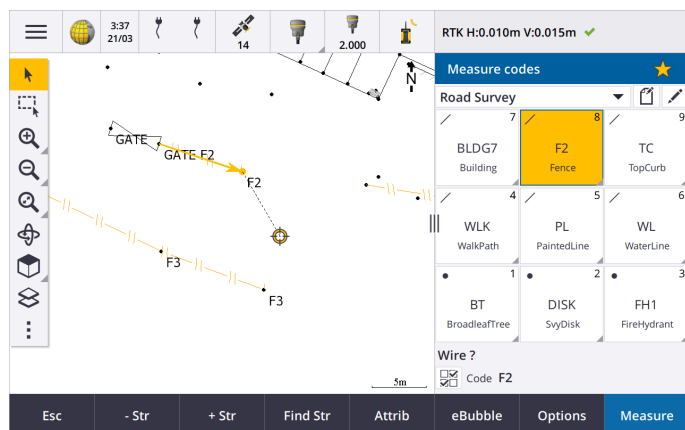 3:37
21/03
14
2.000
RTK H:0.010m V:0.015m
Measure codes
Road Survey
N
GATE
GATE F2
F2
F3
F3
5m
7
BLDG7
Building
8
F2
Fence
9
TC
TopCurb
4
WLK
WalkPath
5
PL
PaintedLine
6
WL
WaterLine
1
BT
BroadleafTree
2
DISK
SvyDisk
3
FH1
FireHydrant
Wire ?
Code F2
Esc - Str + Str Find Str Attrib eBubble Options Measure